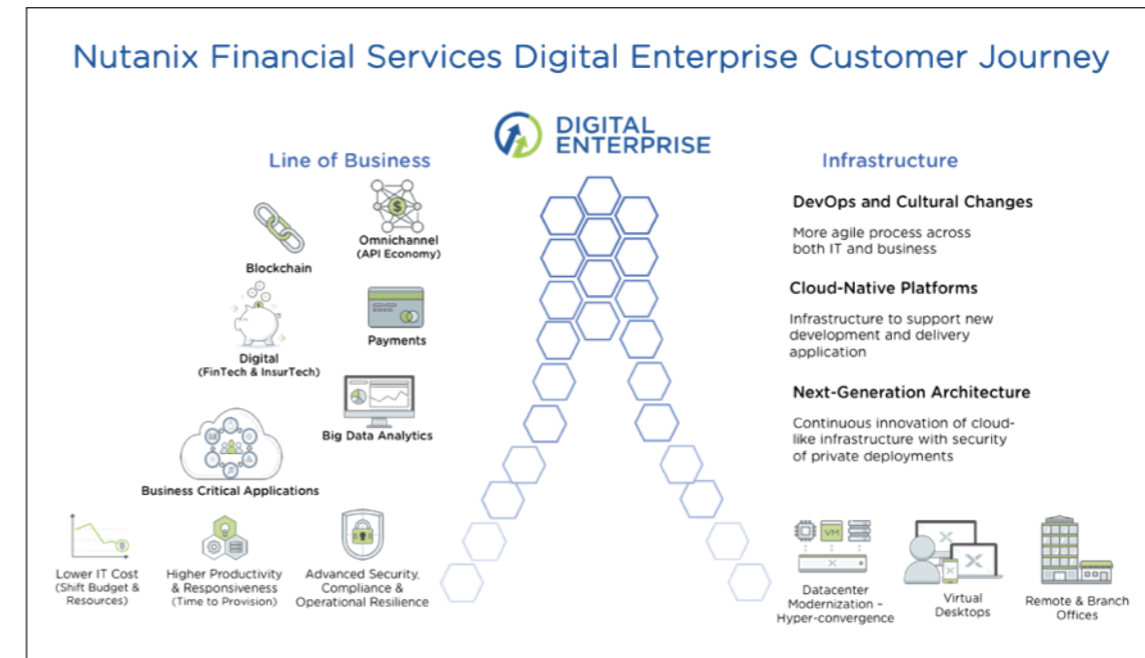 Nutanix Financial Services Digital Enterprise Customer Journey
DIGITAL
ENTERPRISE
Line of Business
Omnichannel
(API Economy)
Blockchain
Payments
Digital
(FinTech & InsurTech)
Big Data Analytics
Business Critical Applications
Lower IT Cost
(Shift Budget &
Resources)
Higher Productivity
& Responsiveness
(Time to Provision)
Advanced Security,
Compliance &
Operational Resilience
Infrastructure
DevOps and Cultural Changes
More agile process across
both IT and business
Cloud-Native Platforms
Infrastructure to support new
development and delivery
application
Next-Generation Architecture
Continuous innovation of cloud-
like infrastructure with security
of private deployments
VM
Datacenter
Modernization –
Hyper-convergence
Virtual
Desktops
Remote & Branch
Offices